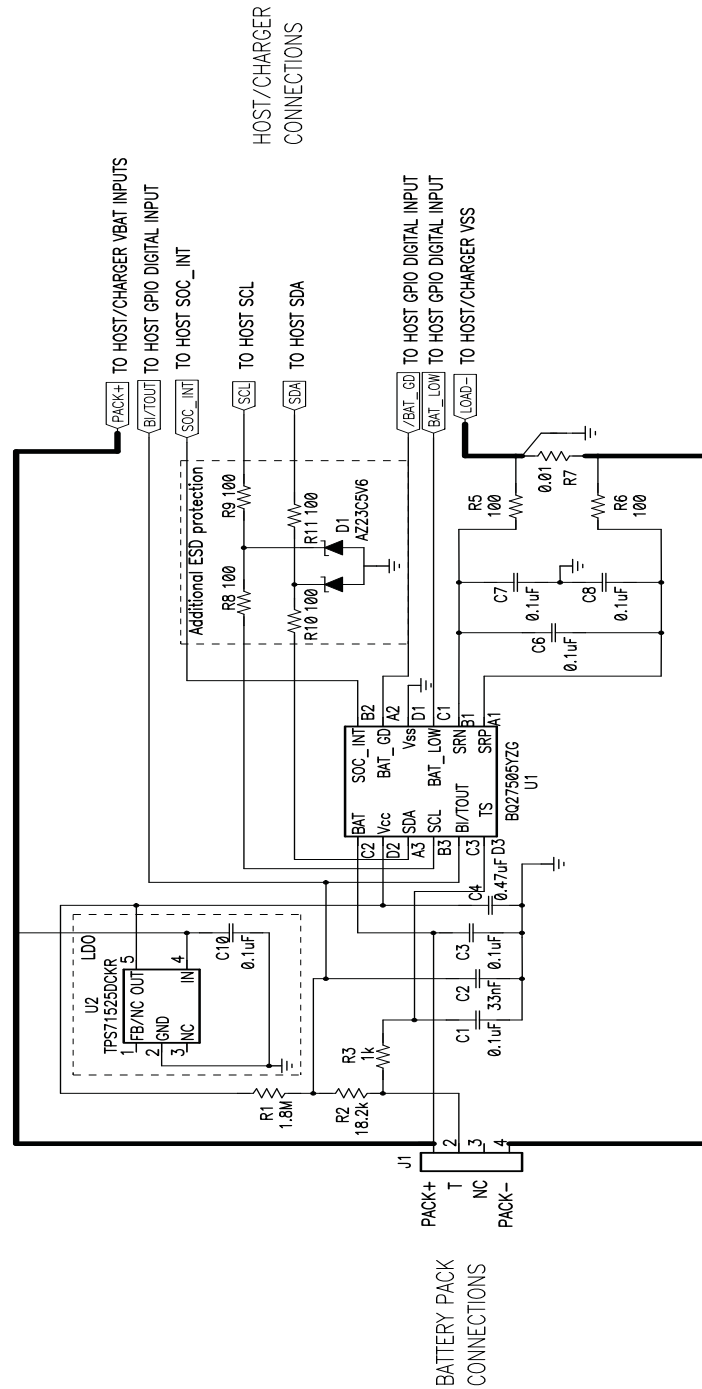 HOST/CHARGER
CONNECTIONS
PACK+ TO HOST/CHARGER VBAT INPUTS
BI/TOUT TO HOST GPIO DIGITAL INPUT
SOC_INT TO HOST SOC_INT
SCL TO HOST SCL
SDA TO HOST SDA
/BAT_GD TO HOST GPIO DIGITAL INPUT
BAT_LOW TO HOST GPIO DIGITAL INPUT
LOAD- TO HOST/CHARGER VSS
Additional ESD protection
R8 100
R9 100
R10 100
R11 100
D1
AZ23C5V6
R5
100
0.01
R7
R6
100
C7
0.1uF
C8
0.1uF
C6
0.1uF
BAT
C2
Vcc
D2
SDA
A3
SCL
B3
BI/TOUT
C3
TS
D3
SOC_INT
B2
BAT_GD
A2
Vss
D1
BAT_LOW
C1
SRN
B1
SRP
A1
BQ27505YZG
U1
LDO
U2
TPS71525DCKR
1 FB/NC
OUT 5
2 GND
3 NC
IN 4
C10
0.1uF
R1
1.8M
R2
18.2k
R3
1k
C1
0.1uF
C2
33nF
C3
0.1uF
C4
0.47uF
J1
PACK+
T 2
NC 3
PACK- 4
BATTERY PACK
CONNECTIONS